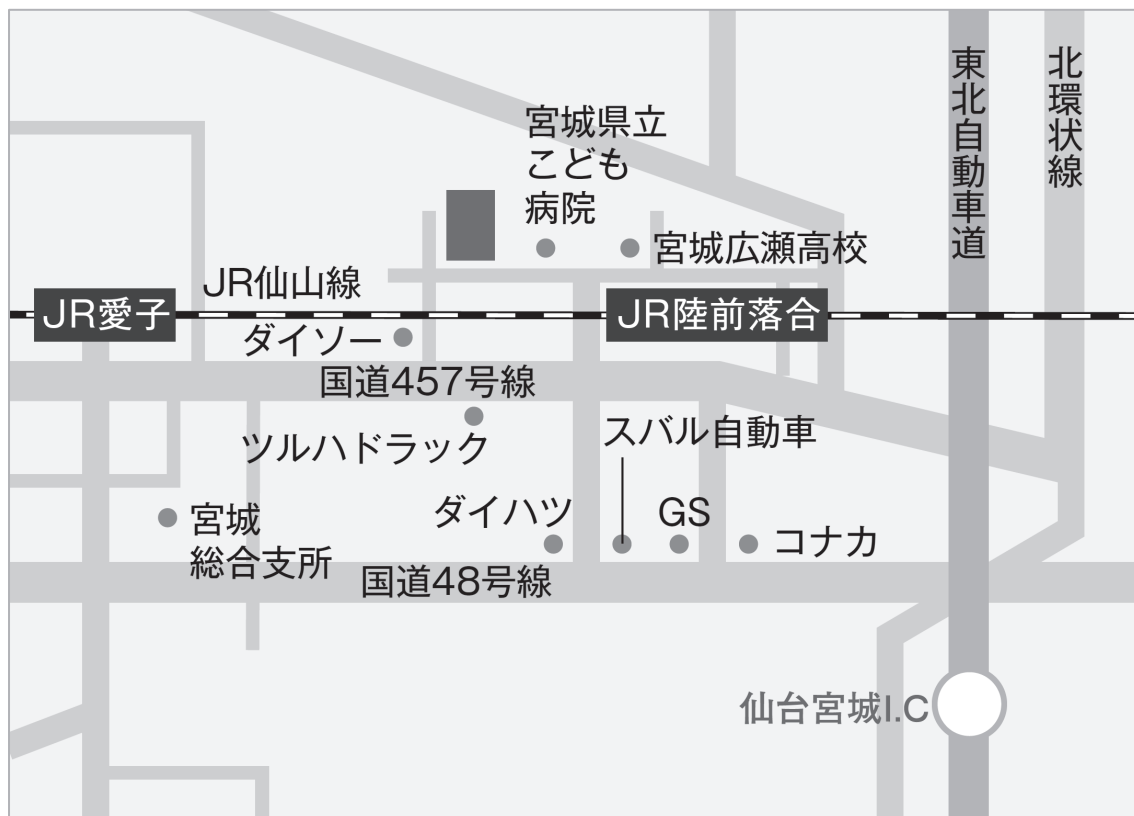 東北自動車道
北環状線
宮城県立
こども
病院
宮城広瀬高校
JR仙山線
JR愛子
JR陸前落合
ダイソー
国道457号線
スバル自動車
ツルハドラック
ダイハツ
GS
コナカ
宮城
総合支所
国道48号線
仙台宮城I.C